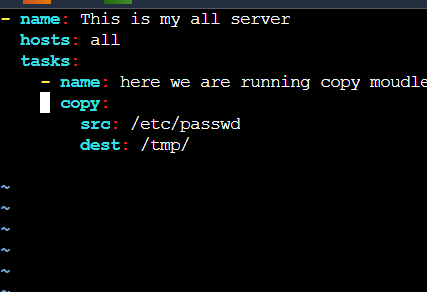 - name: This is my all server
hosts: all
tasks:
- name: here we are running copy moudle
copy:
src: /etc/passwd
dest: /tmp/
~
~
~
~
~